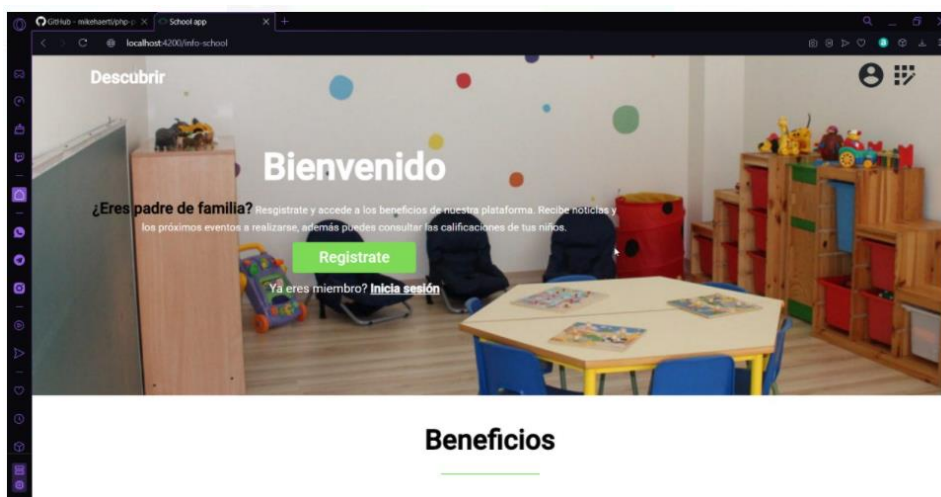 GitHub - mikehaertl/php-p
School app
localhost:4200/info-school
Descubrir
Bienvenido
¿Eres padre de familia? Resgistrate y accede a los beneficios de nuestra plataforma. Recibe noticias y
los próximos eventos a realizarse, además puedes consultar las calificaciones de tus niños.
Registrate
Ya eres miembro? Inicia sesión
Beneficios